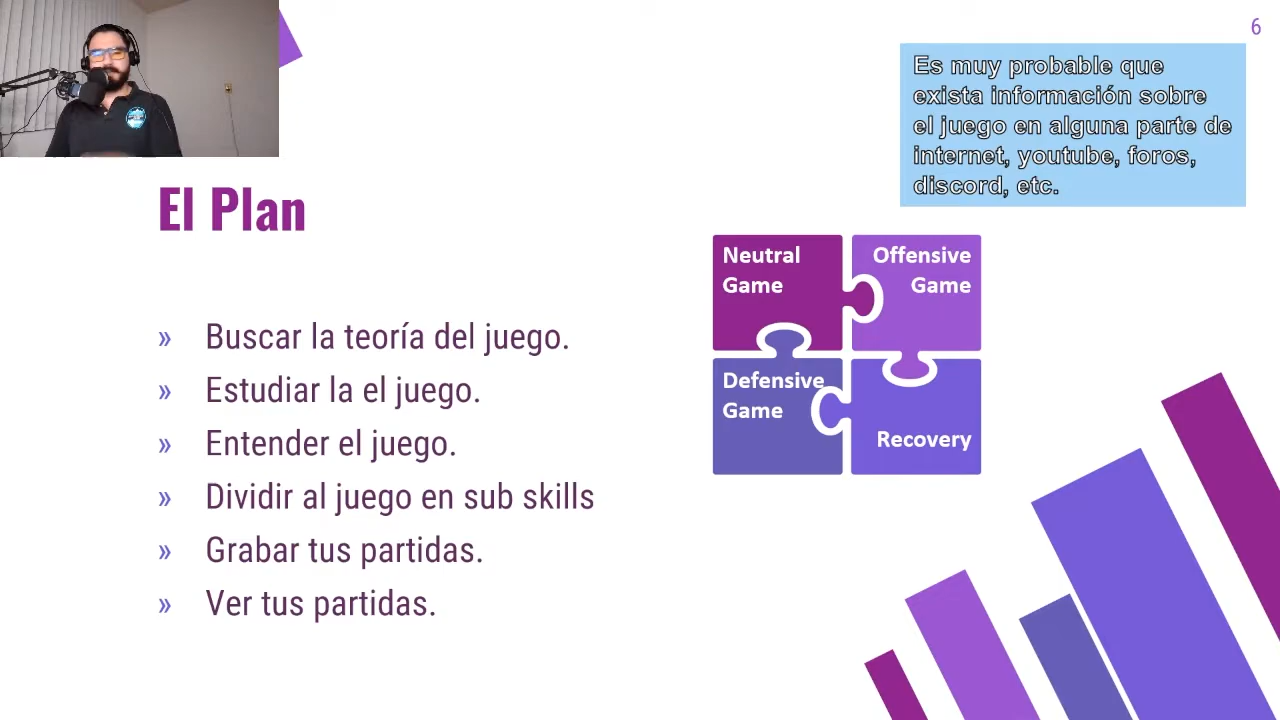 6
Es muy probable que
exista información sobre
el juego en alguna parte de
internet, youtube, foros,
discord, etc.
El Plan
» Buscar la teoría del juego.
» Estudiar la el juego.
» Entender el juego.
» Dividir al juego en sub skills
» Grabar tus partidas.
» Ver tus partidas.
Neutral
Game
Offensive
Game
Defensive
Game
Recovery